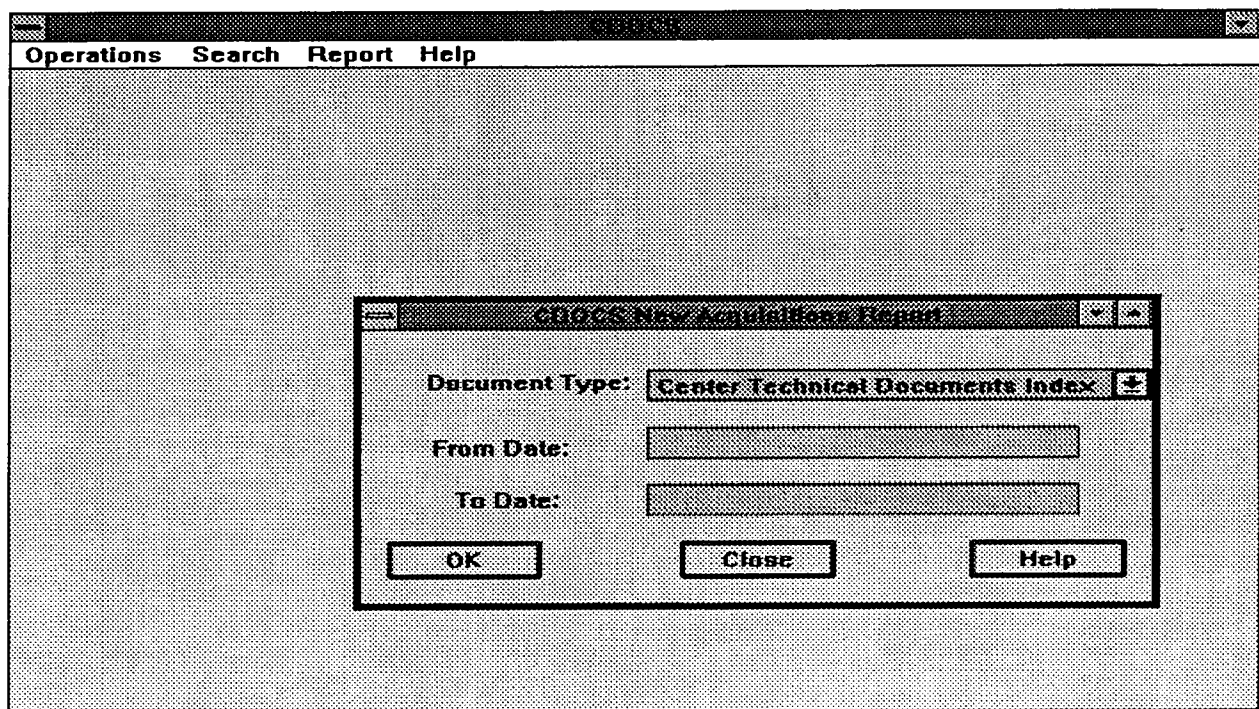 CDOCS
Operations Search Report Help
CDOCS New Acquisitions Report
Document Type: Center Technical Documents Index
From Date:
To Date:
OK Close Help